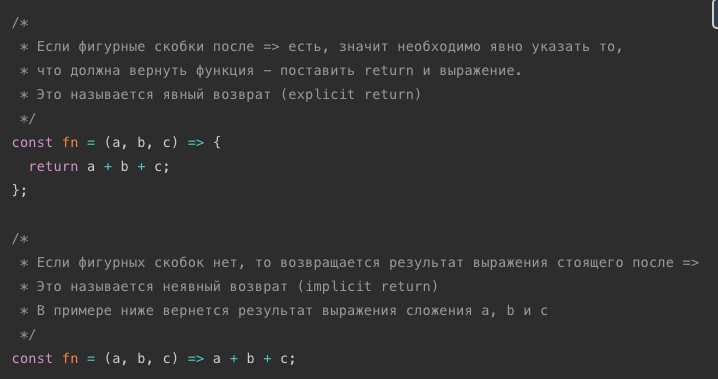 /*
 * Если фигурные скобки после => есть, значит необходимо явно указать то,
 * что должна вернуть функция - поставить return и выражение.
 * Это называется явный возврат (explicit return)
 */
const fn = (a, b, c) => {
  return a + b + c;
};
/*
 * Если фигурных скобок нет, то возвращается результат выражения стоящего после =>
 * Это называется неявный возврат (implicit return)
 * В примере ниже вернется результат выражения сложения a, b и c
 */
const fn = (a, b, c) => a + b + c;